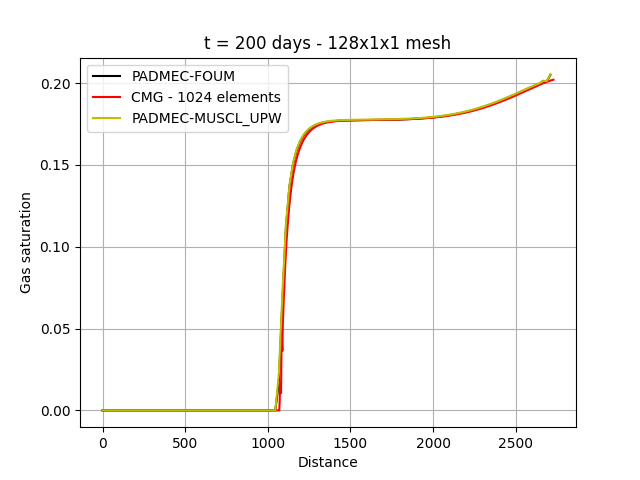 t = 200 days - 128x1x1 mesh
PADMEC-FOUM
CMG - 1024 elements
PADMEC-MUSCL_UPW
Gas saturation
0.20
0.15
0.10
0.05
0.00
0 500 1000 1500 2000 2500
Distance